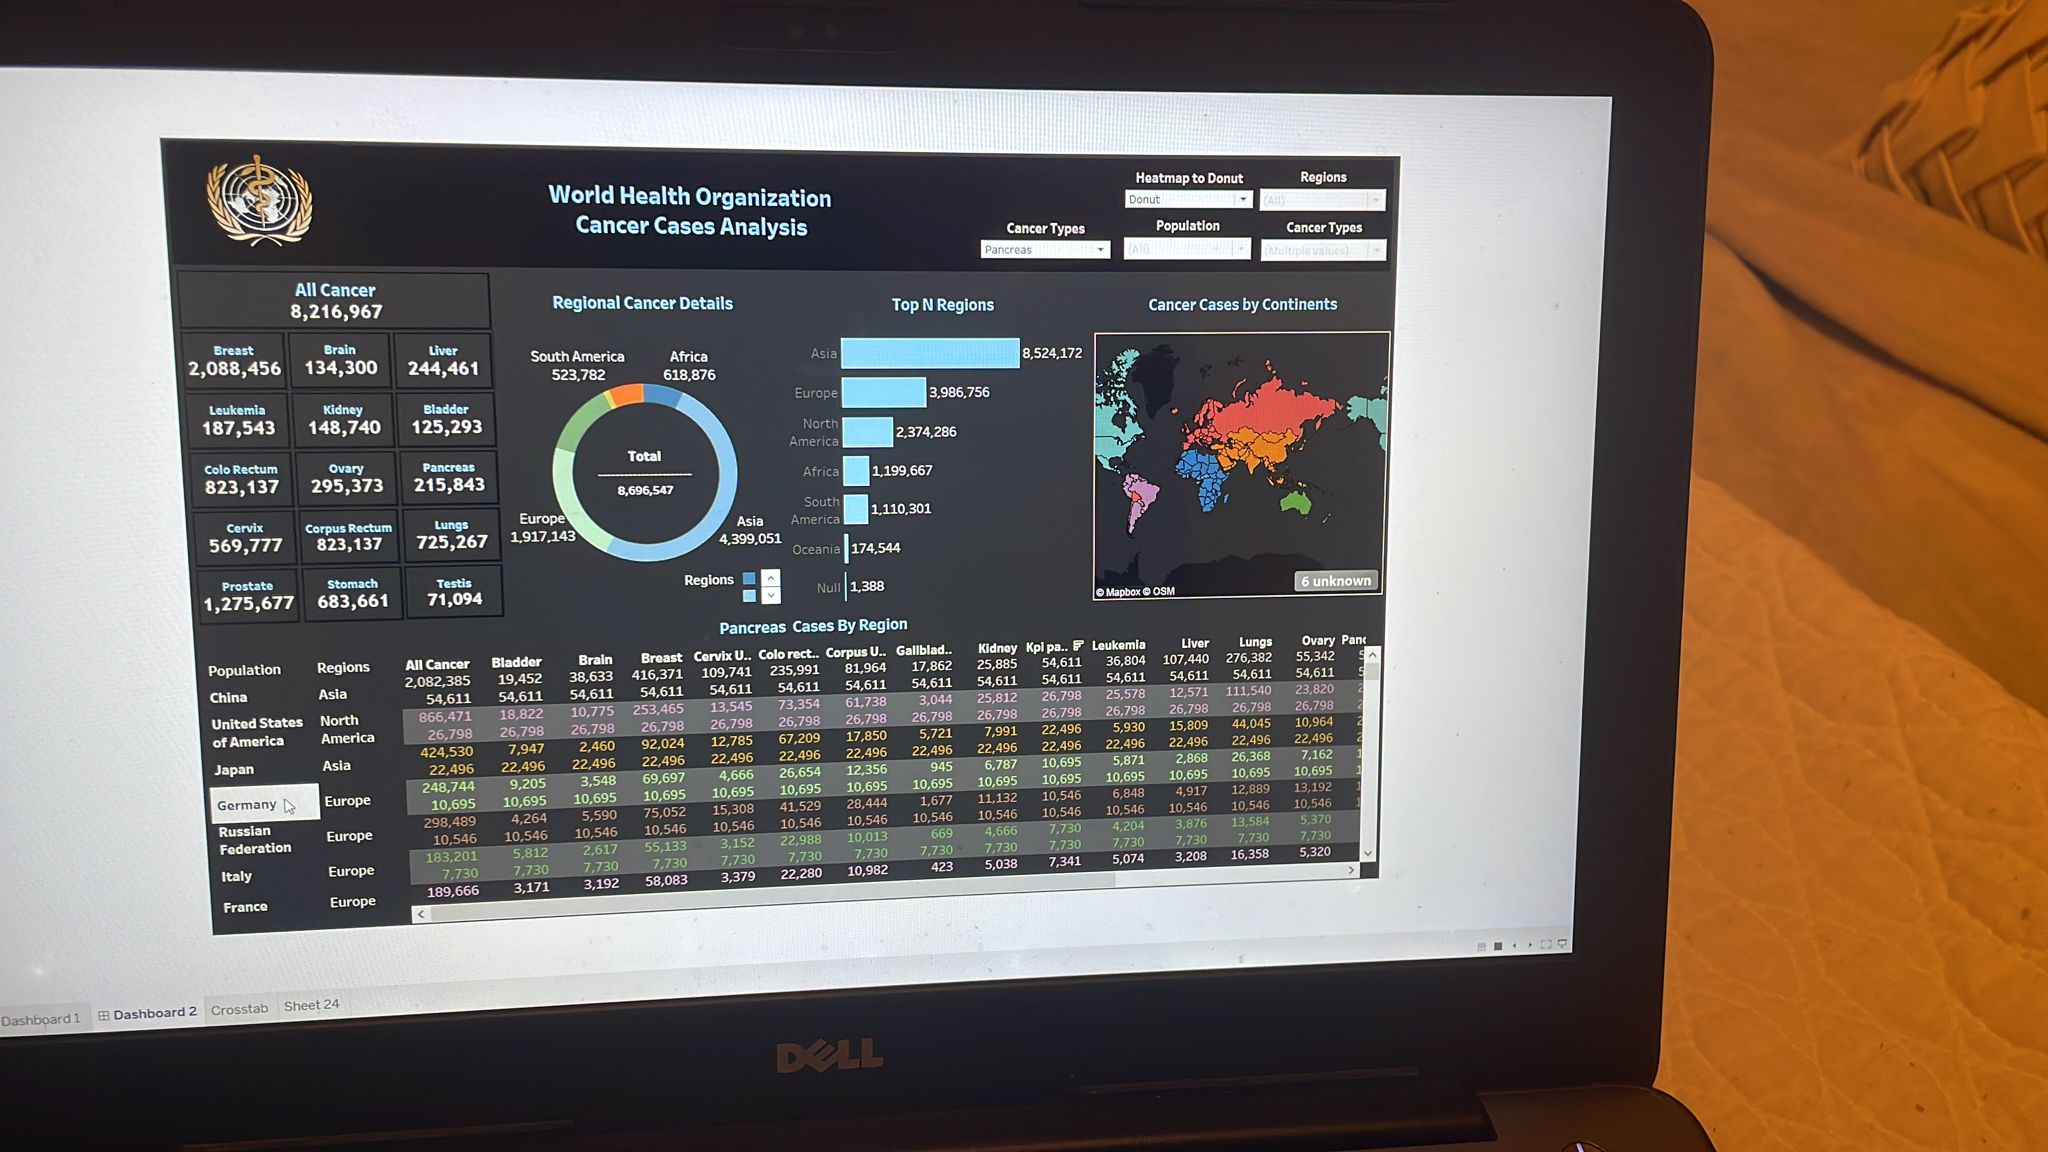 World Health Organization
Cancer Cases Analysis
Heatmap to Donut
Donut
Regions
(All)
Cancer Types
Pancreas
Population
(All)
Cancer Types
(Multiple values)
All Cancer
8,216,967
Breast
2,088,456
Brain
134,300
Liver
244,461
Leukemia
187,543
Kidney
148,740
Bladder
125,293
Colo Rectum
823,137
Ovary
295,373
Pancreas
215,843
Cervix
569,777
Corpus Rectum
823,137
Lungs
725,267
Prostate
1,275,677
Stomach
683,661
Testis
71,094
Regional Cancer Details
South America
523,782
Africa
618,876
Total
8,696,547
Europe
1,917,143
Asia
4,399,051
Regions
Top N Regions
Asia 8,524,172
Europe 3,986,756
North
America 2,374,286
Africa 1,199,667
South
America 1,110,301
Oceania 174,544
Null 1,388
Cancer Cases by Continents
6 unknown
© Mapbox © OSM
Pancreas Cases By Region
Population Regions All Cancer Bladder Brain Breast Cervix U.. Colo rect.. Corpus U.. Gallblad.. Kidney Kpi pa.. Leukemia Liver Lungs Ovary Panc
2,082,385 19,452 38,633 416,371 109,741 235,991 81,964 17,862 25,885 54,611 36,804 107,440 276,382 55,342 5
China Asia 54,611 54,611 54,611 54,611 54,611 54,611 54,611 54,611 54,611 54,611 54,611 54,611 54,611 54,611 5
United States North 866,471 18,822 10,775 253,465 13,545 73,354 61,738 3,044 25,812 26,798 25,578 12,571 111,540 23,820 2
of America America 26,798 26,798 26,798 26,798 26,798 26,798 26,798 26,798 26,798 26,798 26,798 26,798 26,798 26,798 2
424,530 7,947 2,460 92,024 12,785 67,209 17,850 5,721 7,991 22,496 5,930 15,809 44,045 10,964 2
Japan Asia 22,496 22,496 22,496 22,496 22,496 22,496 22,496 22,496 22,496 22,496 22,496 22,496 22,496 22,496 2
248,744 9,205 3,548 69,697 4,666 26,654 12,356 945 6,787 10,695 5,871 2,868 26,368 7,162 1
Germany Europe 10,695 10,695 10,695 10,695 10,695 10,695 10,695 10,695 10,695 10,695 10,695 10,695 10,695 10,695 1
Russian Europe 298,489 4,264 5,590 75,052 15,308 41,529 28,444 1,677 11,132 10,546 6,848 4,917 12,889 13,192 1
Federation 10,546 10,546 10,546 10,546 10,546 10,546 10,546 10,546 10,546 10,546 10,546 10,546 10,546 10,546 1
183,201 5,812 2,617 55,133 3,152 22,988 10,013 669 4,666 7,730 4,204 3,876 13,584 5,370
Italy Europe 7,730 7,730 7,730 7,730 7,730 7,730 7,730 7,730 7,730 7,730 7,730 7,730 7,730 7,730
France Europe 189,666 3,171 3,192 58,083 3,379 22,280 10,982 423 5,038 7,341 5,074 3,208 16,358 5,320
Dashboard 1 Dashboard 2 Crosstab Sheet 24
DELL